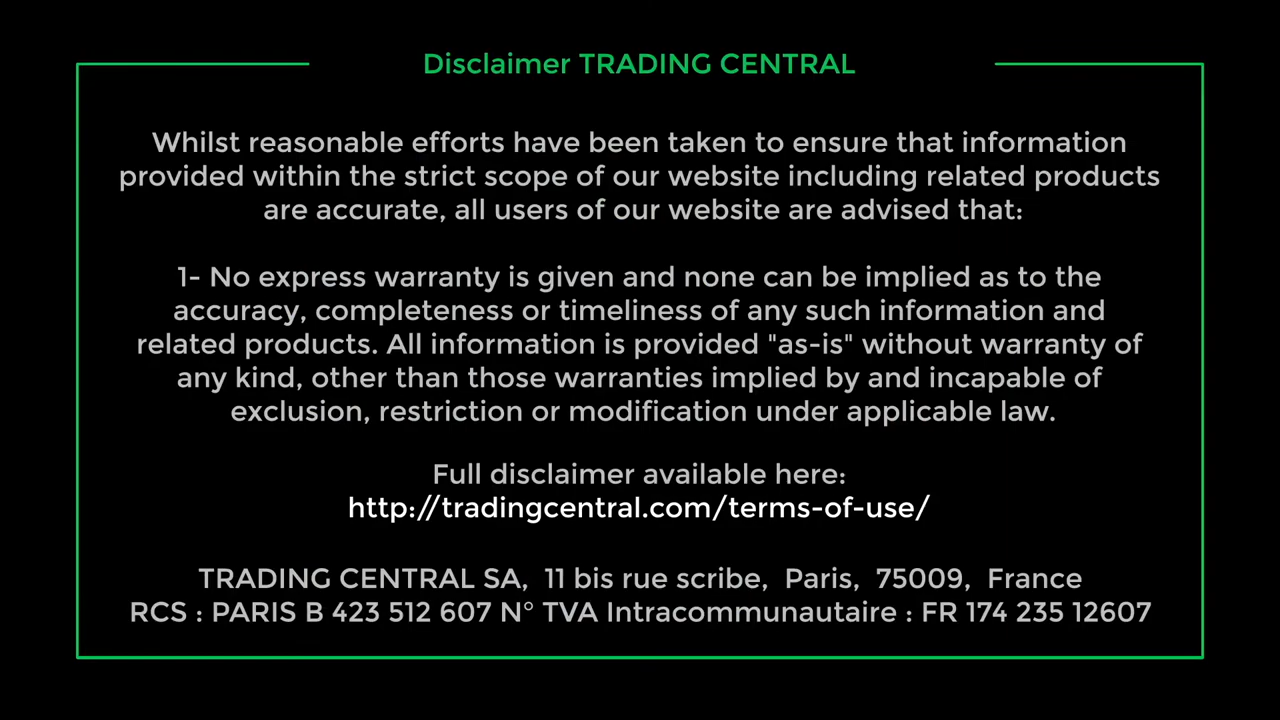 Disclaimer TRADING CENTRAL
Whilst reasonable efforts have been taken to ensure that information
provided within the strict scope of our website including related products
are accurate, all users of our website are advised that:
1- No express warranty is given and none can be implied as to the
accuracy, completeness or timeliness of any such information and
related products. All information is provided "as-is" without warranty of
any kind, other than those warranties implied by and incapable of
exclusion, restriction or modification under applicable law.
Full disclaimer available here:
http://tradingcentral.com/terms-of-use/
TRADING CENTRAL SA,  11 bis rue scribe,  Paris,  75009,  France
RCS : PARIS B 423 512 607 N° TVA Intracommunautaire : FR 174 235 12607